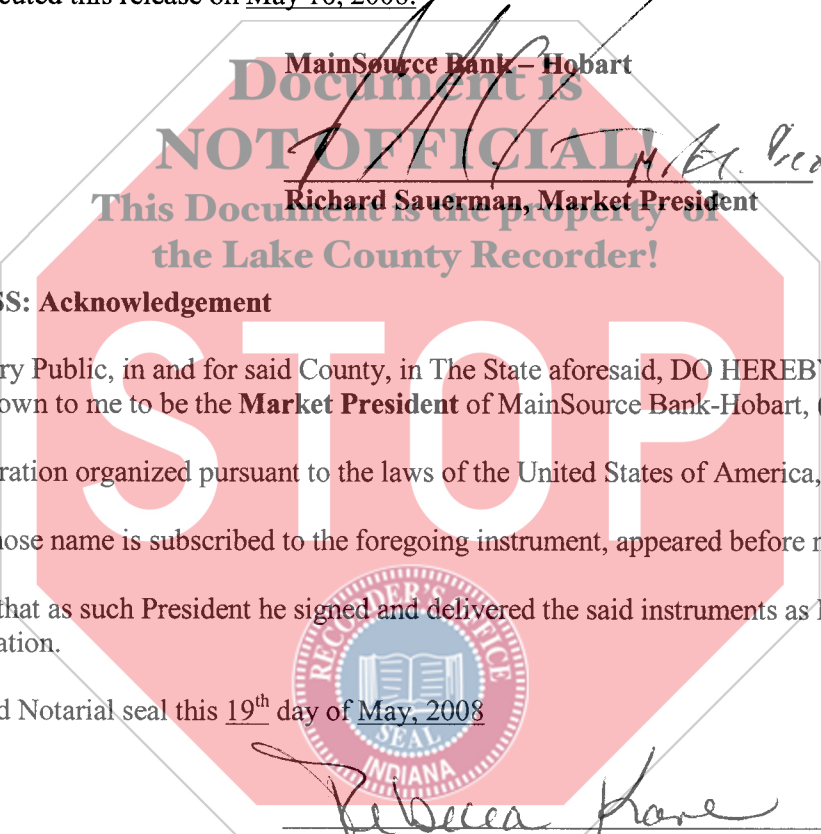 this release on May 16, 2008.
MainSource Bank – Hobart
Document is
NOT OFFICIAL!
Richard Sauerman, Market President
This Document is the property of
the Lake County Recorder!
SS: Acknowledgement
STOP
ry Public, in and for said County, in The State aforesaid, DO HEREBY
own to me to be the Market President of MainSource Bank-Hobart, (
ration organized pursuant to the laws of the United States of America,
hose name is subscribed to the foregoing instrument, appeared before
that as such President he signed and delivered the said instruments as
ation.
RECORDER'S OFFICE
d Notarial seal this 19th day of May, 2008
SEAL
INDIANA
Rebecca Kane